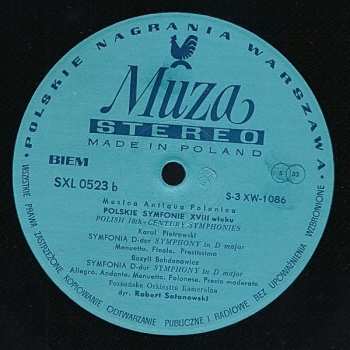 · POLSKIE NAGRANIA WARSZAWA ·
Muza
STEREO
MADE IN POLAND
BIEM
S 33
SXL 0523 b
S-3 XW-1086
Musica Antiqua Polonica
POLSKIE SYMFONIE XVIII wieku
POLISH 18th-CENTURY SYMPHONIES
Karol Pietrowski
SYMFONIA D-dur SYMPHONY in D major
Menuetto. Finale. Prestissimo
Bazyli Bohdanowicz
SYMFONIA D-dur SYMPHONY in D major
Allegro. Andante. Menuetto. Polonese. Presto moderato
Poznańska Orkiestra Kameralna
dyr. Robert Satanowski
WSZYSTKIE PRAWA ZASTRZEŻONE KOPIOWANIE ODTWARZANIE PUBLICZNE I RADIOWE BEZ UPOWAŻNIENIA WZBRONIONE